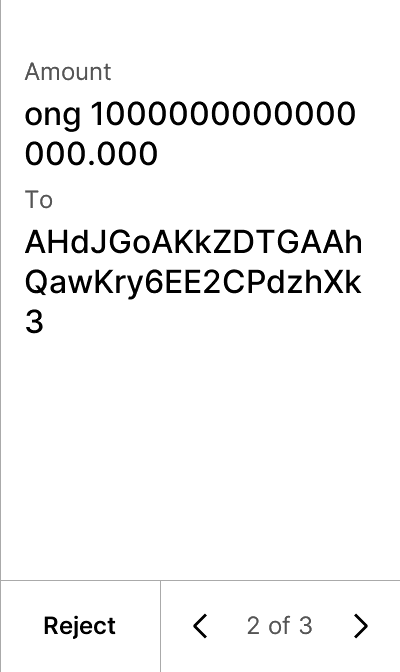 Amount
ong 1000000000000
000.000
To
AHdJGoAKkZDTGAAh
QawKry6EE2CPdzhXk
3
Reject
2 of 3